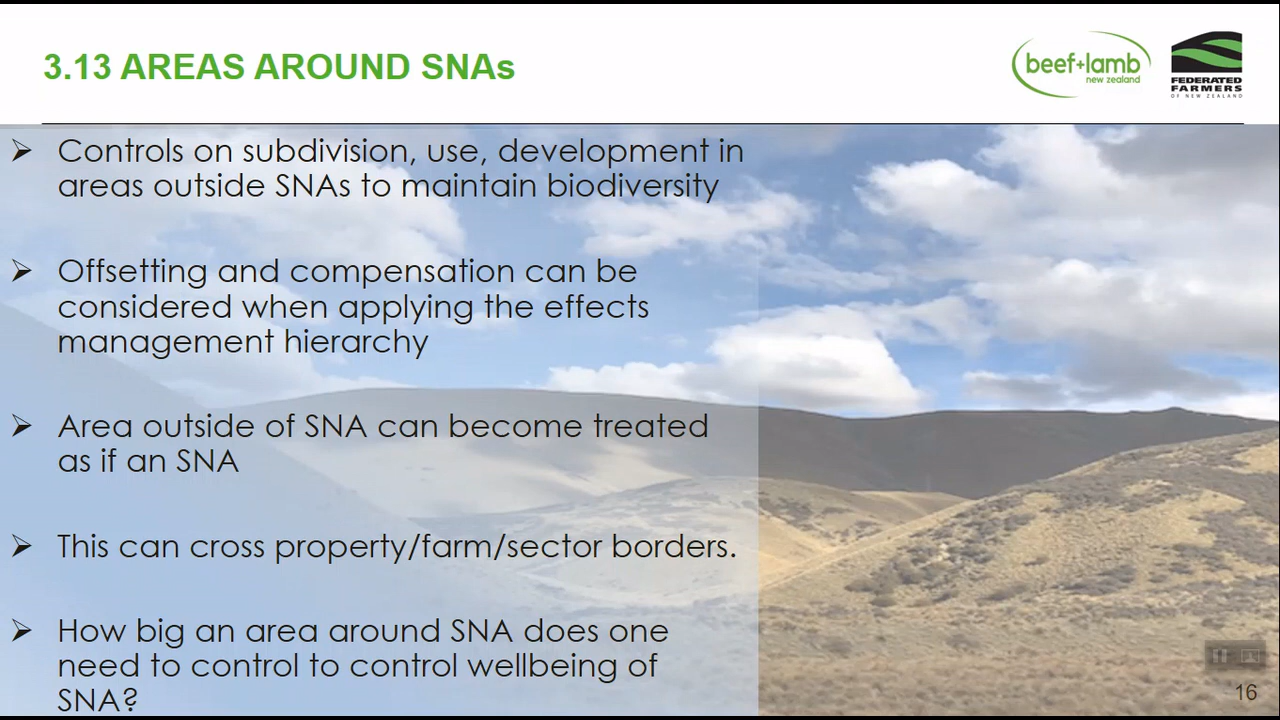 3.13 AREAS AROUND SNAs
beef+lamb
new zealand
FEDERATED
FARMERS
OF NEW ZEALAND
Controls on subdivision, use, development in
areas outside SNAs to maintain biodiversity
Offsetting and compensation can be
considered when applying the effects
management hierarchy
Area outside of SNA can become treated
as if an SNA
This can cross property/farm/sector borders.
How big an area around SNA does one
need to control to control wellbeing of
SNA?
16